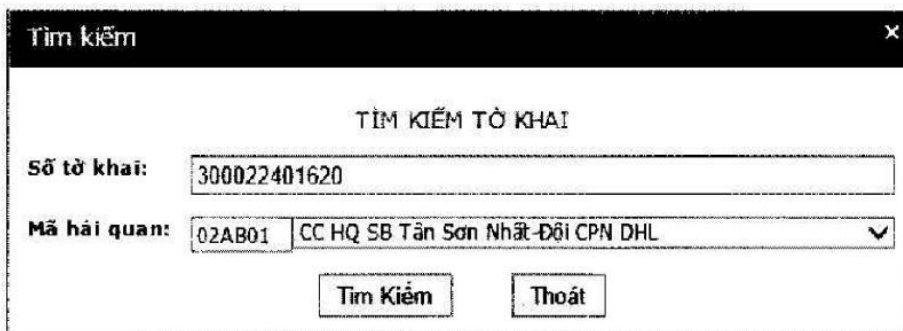 Tìm kiếm ×
TÌM KIẾM TỜ KHAI
Số tờ khai: 300022401620
Mã hải quan: 02AB01 CC HQ SB Tân Sơn Nhất-Đội CPN DHL
Tìm Kiếm Thoát